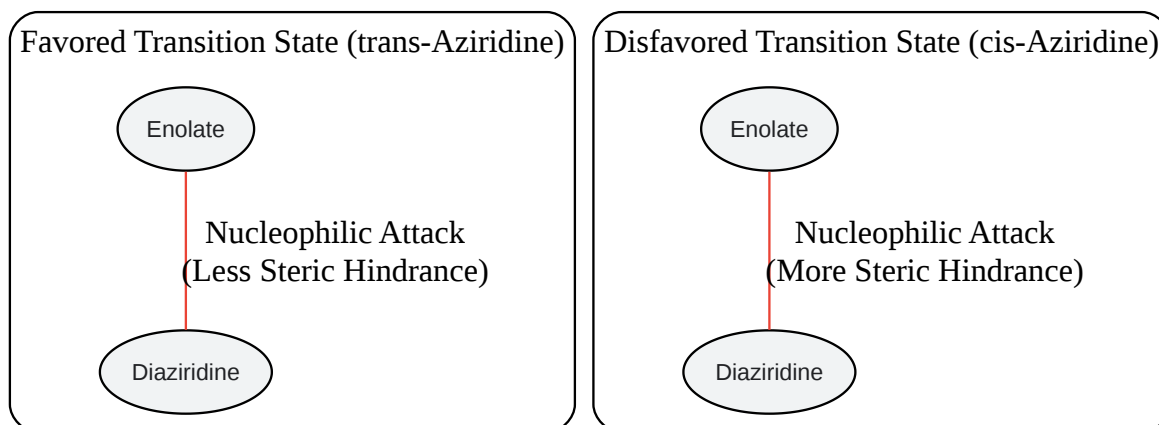 Favored Transition State (trans-Aziridine)
Enolate
Nucleophilic Attack
(Less Steric Hindrance)
Diaziridine
Disfavored Transition State (cis-Aziridine)
Enolate
Nucleophilic Attack
(More Steric Hindrance)
Diaziridine